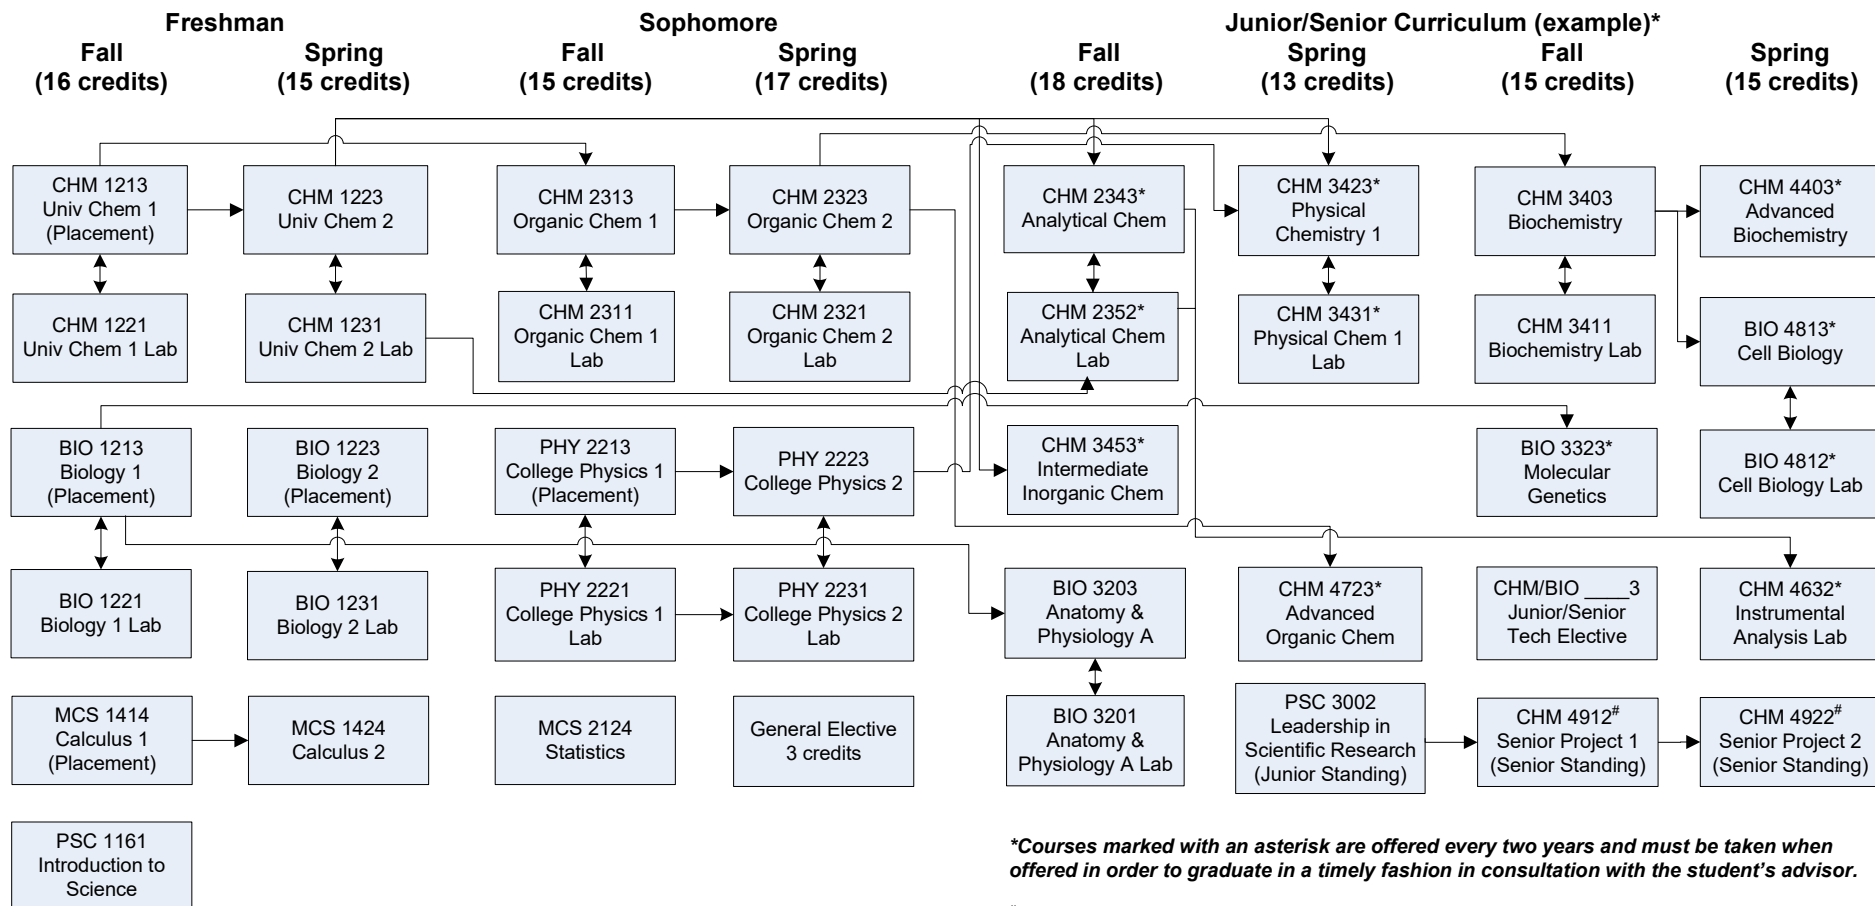 Freshman
Sophomore
Junior/Senior Curriculum (example)*
Fall
(16 credits)
Spring
(15 credits)
Fall
(15 credits)
Spring
(17 credits)
Fall
(18 credits)
Spring
(13 credits)
Fall
(15 credits)
Spring
(15 credits)
CHM 1213
Univ Chem 1
(Placement)
CHM 1223
Univ Chem 2
CHM 2313
Organic Chem 1
CHM 2323
Organic Chem 2
CHM 2343*
Analytical Chem
CHM 3423*
Physical
Chemistry 1
CHM 3403
Biochemistry
CHM 4403*
Advanced
Biochemistry
CHM 1221
Univ Chem 1 Lab
CHM 1231
Univ Chem 2 Lab
CHM 2311
Organic Chem 1
Lab
CHM 2321
Organic Chem 2
Lab
CHM 2352*
Analytical Chem
Lab
CHM 3431*
Physical Chem 1
Lab
CHM 3411
Biochemistry Lab
BIO 4813*
Cell Biology
BIO 1213
Biology 1
(Placement)
BIO 1223
Biology 2
(Placement)
PHY 2213
College Physics 1
(Placement)
PHY 2223
College Physics 2
CHM 3453*
Intermediate
Inorganic Chem
BIO 3323*
Molecular
Genetics
BIO 4812*
Cell Biology Lab
BIO 1221
Biology 1 Lab
BIO 1231
Biology 2 Lab
PHY 2221
College Physics 1
Lab
PHY 2231
College Physics 2
Lab
BIO 3203
Anatomy &
Physiology A
CHM 4723*
Advanced
Organic Chem
CHM/BIO ____3
Junior/Senior
Tech Elective
CHM 4632*
Instrumental
Analysis Lab
MCS 1414
Calculus 1
(Placement)
MCS 1424
Calculus 2
MCS 2124
Statistics
General Elective
3 credits
BIO 3201
Anatomy &
Physiology A Lab
PSC 3002
Leadership in
Scientific Research
(Junior Standing)
CHM 4912#
Senior Project 1
(Senior Standing)
CHM 4922#
Senior Project 2
(Senior Standing)
PSC 1161
Introduction to
Science
*Courses marked with an asterisk are offered every two years and must be taken when
offered in order to graduate in a timely fashion in consultation with the student's advisor.